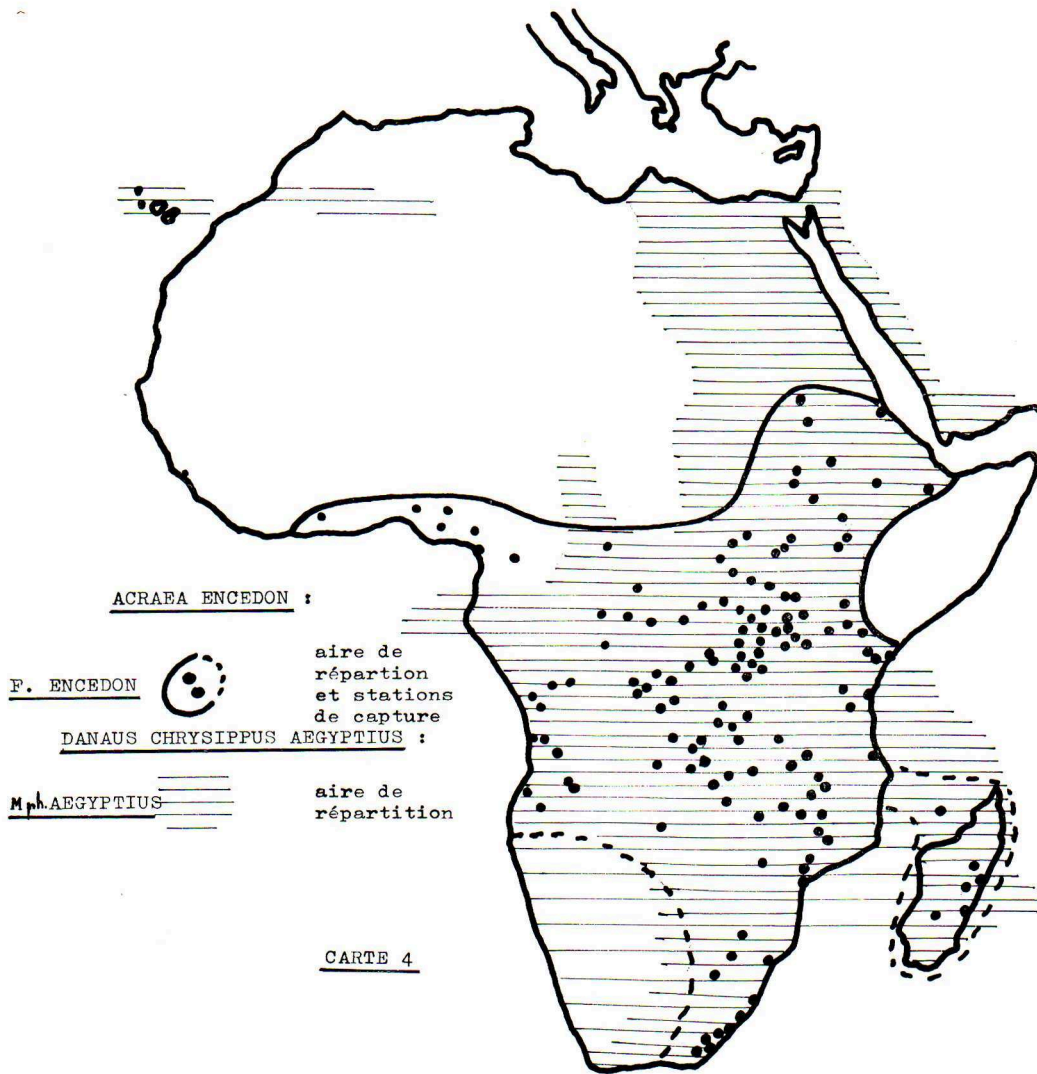 ACRAEA ENCEDON :
F. ENCEDON
aire de
répartion
et stations
de capture
DANAUS CHRYSIPPUS AEGYPTIUS :
Mph.AEGYPTIUS
aire de
répartition
CARTE 4